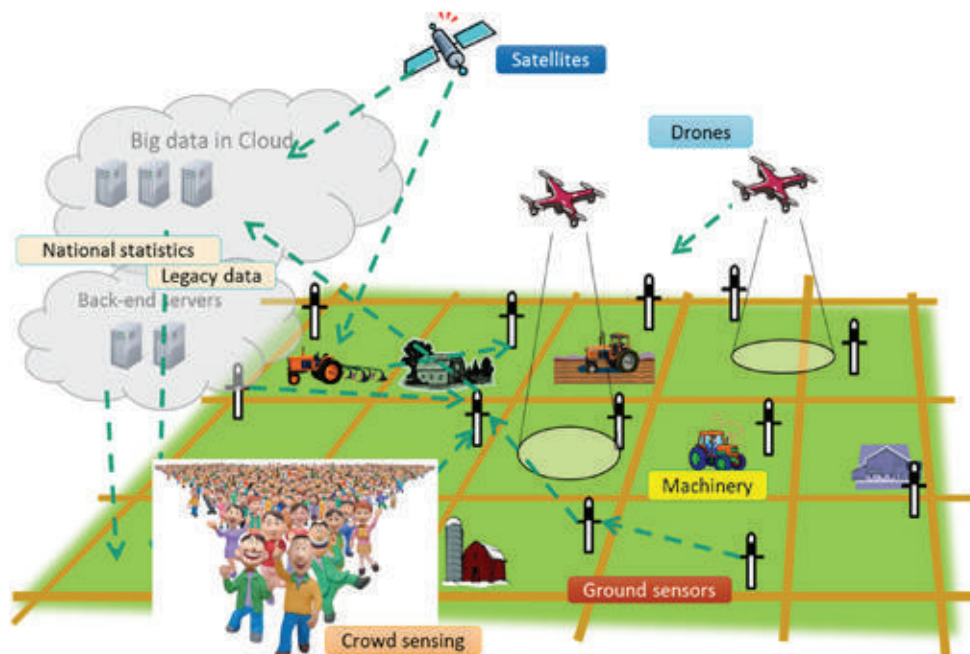 Satellites
Big data in Cloud
Drones
National statistics
Legacy data
Back-end servers
Machinery
Ground sensors
Crowd sensing